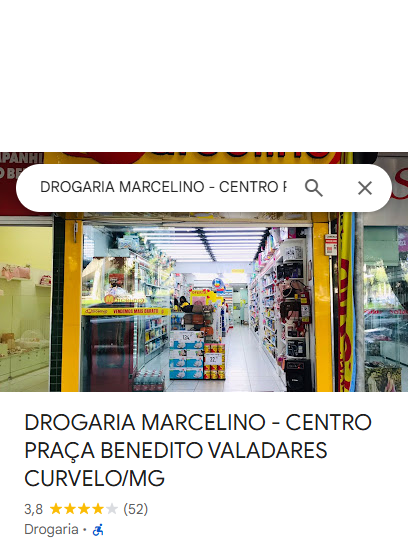 DROGARIA MARCELINO - CENTRO F
VENDEMOS MAIS BARATO
DROGARIA MARCELINO - CENTRO
PRAÇA BENEDITO VALADARES
CURVELO/MG
3,8 (52)
Drogaria ·